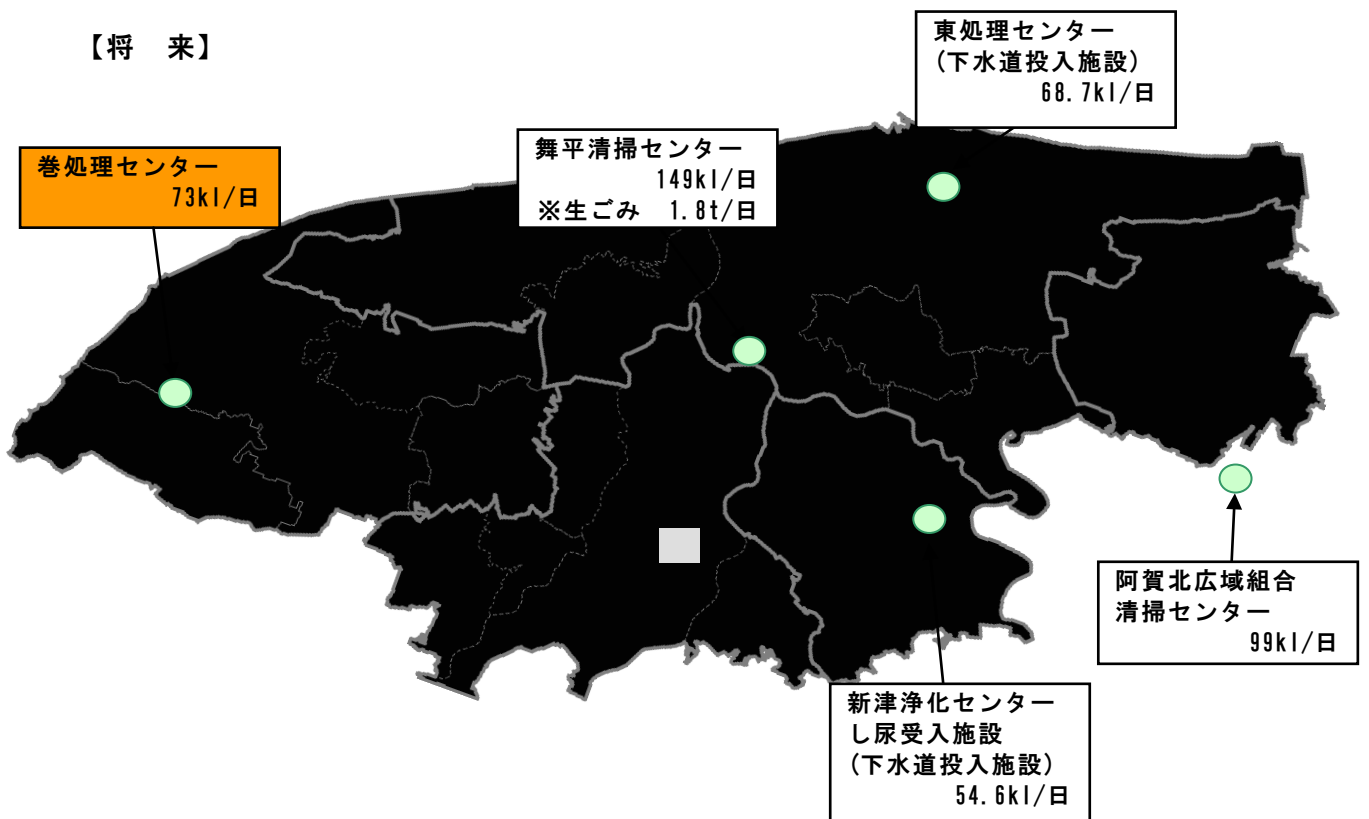 【将　来】
東処理センター
(下水道投入施設)
68.7kl/日
舞平清掃センター
149kl/日
※生ごみ　1.8t/日
巻処理センター
73kl/日
阿賀北広域組合
清掃センター
99kl/日
新津浄化センター
し尿受入施設
(下水道投入施設)
54.6kl/日